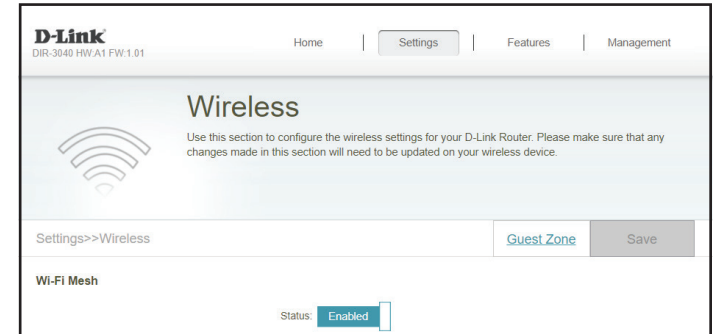 D-Link
DIR-3040 HW:A1 FW:1.01
Home | Settings | Features | Management
Wireless
Use this section to configure the wireless settings for your D-Link Router. Please make sure that any
changes made in this section will need to be updated on your wireless device.
Settings>>Wireless
Guest Zone
Save
Wi-Fi Mesh
Status: Enabled